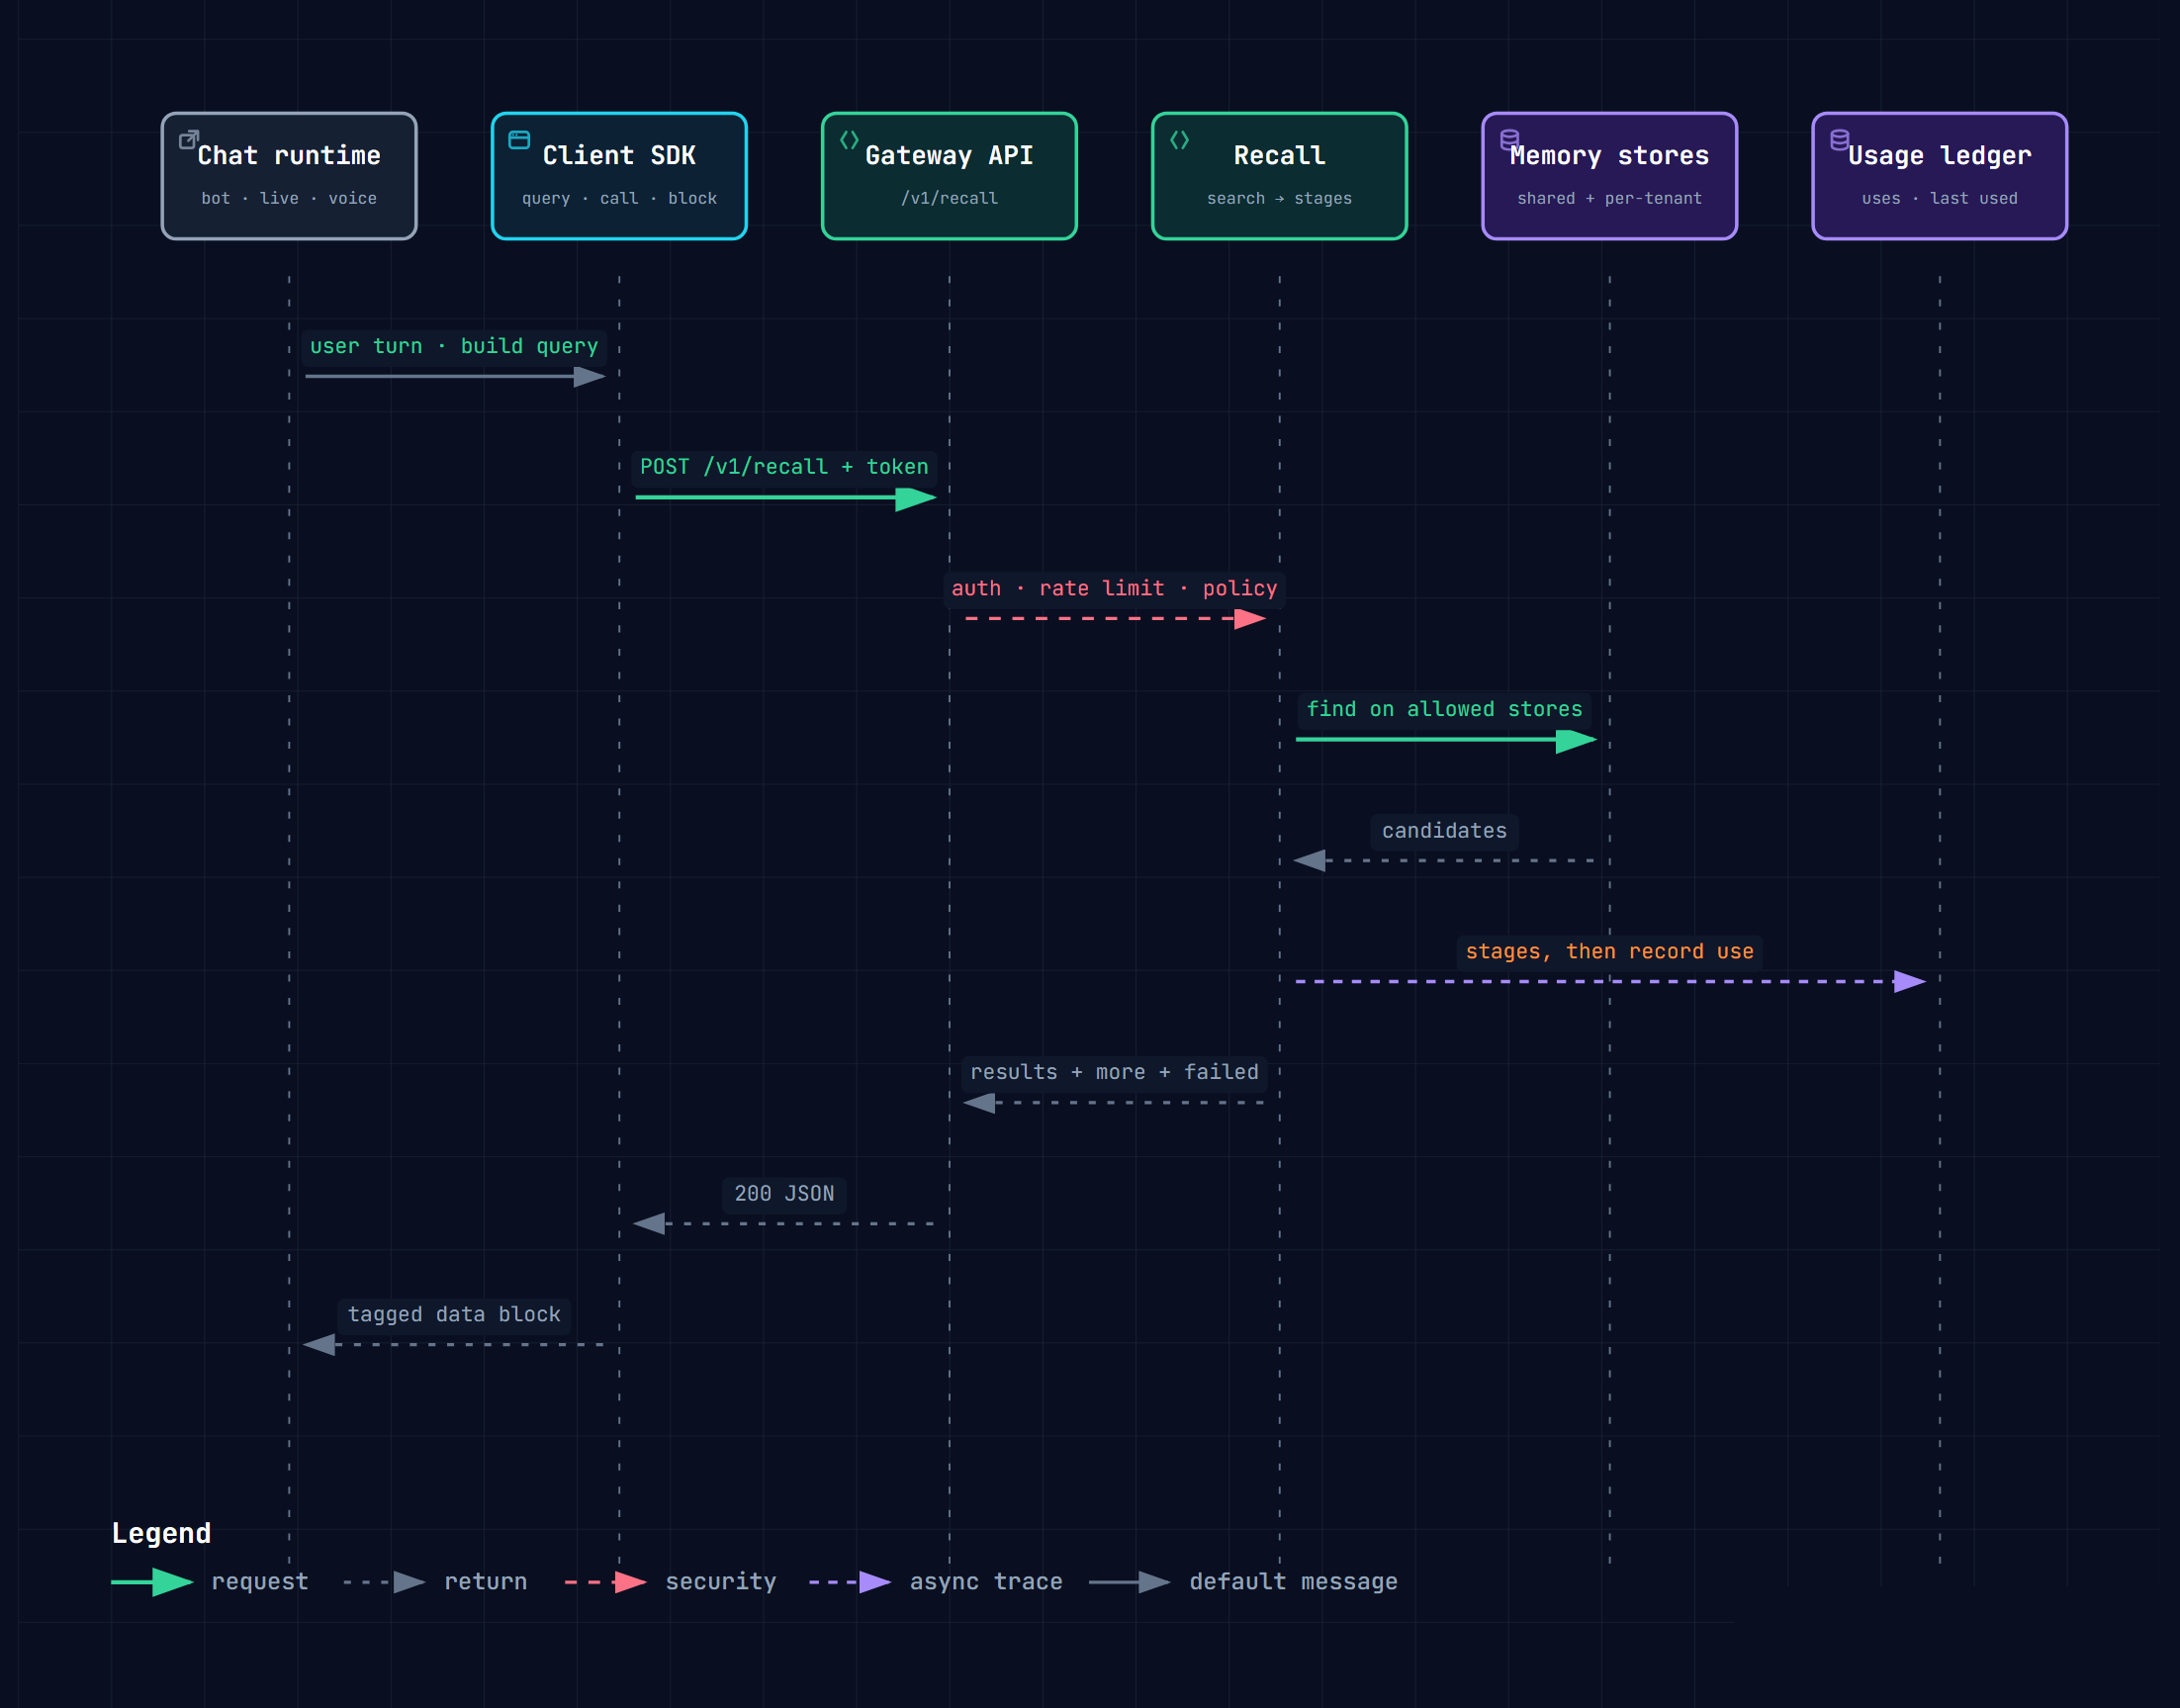 Chat runtime
bot · live · voice
Client SDK
query · call · block
Gateway API
/v1/recall
Recall
search → stages
Memory stores
shared + per-tenant
Usage ledger
uses · last used
user turn · build query
POST /v1/recall + token
auth · rate limit · policy
find on allowed stores
candidates
stages, then record use
results + more + failed
200 JSON
tagged data block
Legend
request
return
security
async trace
default message